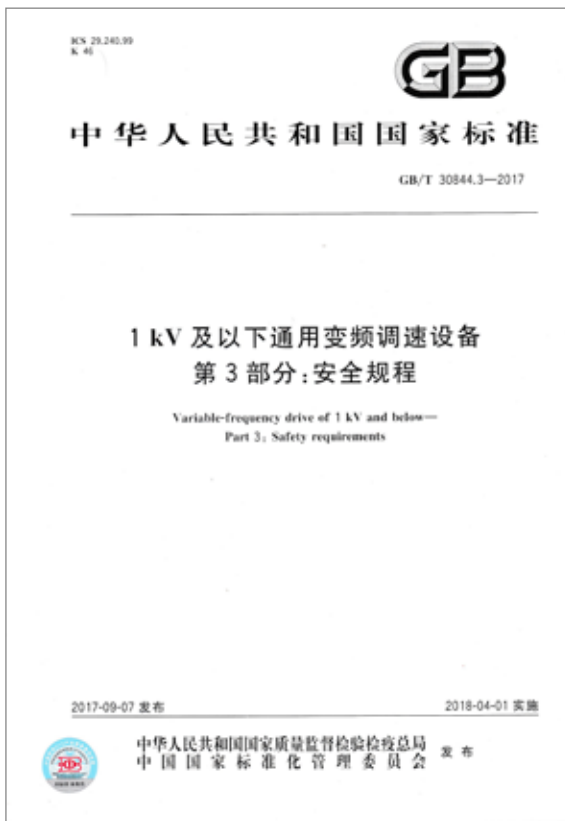 ICS 29.240.99
K 46
GB
中华人民共和国国家标准
GB/T 30844.3—2017
1 kV 及以下通用变频调速设备
第 3 部分：安全规程
Variable-frequency drive of 1 kV and below—
Part 3: Safety requirements
2017-09-07 发布
2018-04-01 实施
中华人民共和国国家质量监督检验检疫总局
中国国家标准化管理委员会
发布